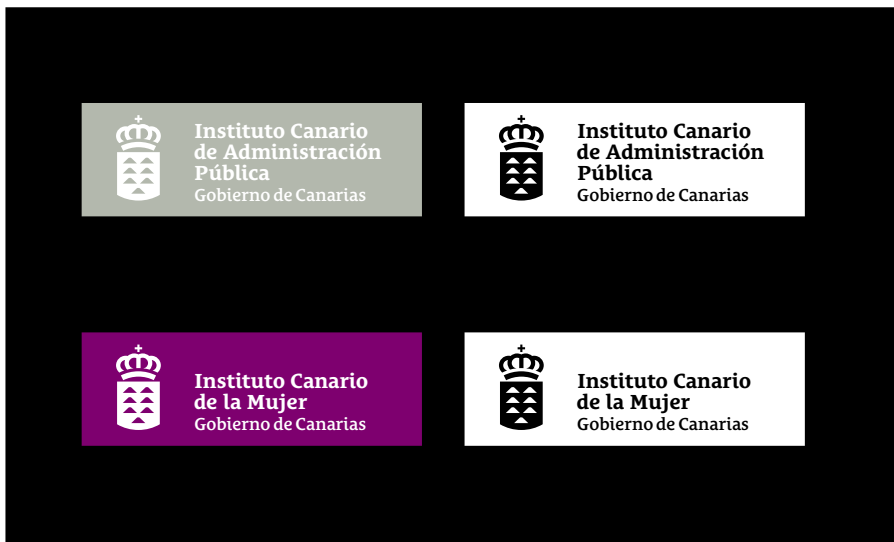 Instituto Canario
de Administración
Pública
Gobierno de Canarias
Instituto Canario
de Administración
Pública
Gobierno de Canarias
Instituto Canario
de la Mujer
Gobierno de Canarias
Instituto Canario
de la Mujer
Gobierno de Canarias